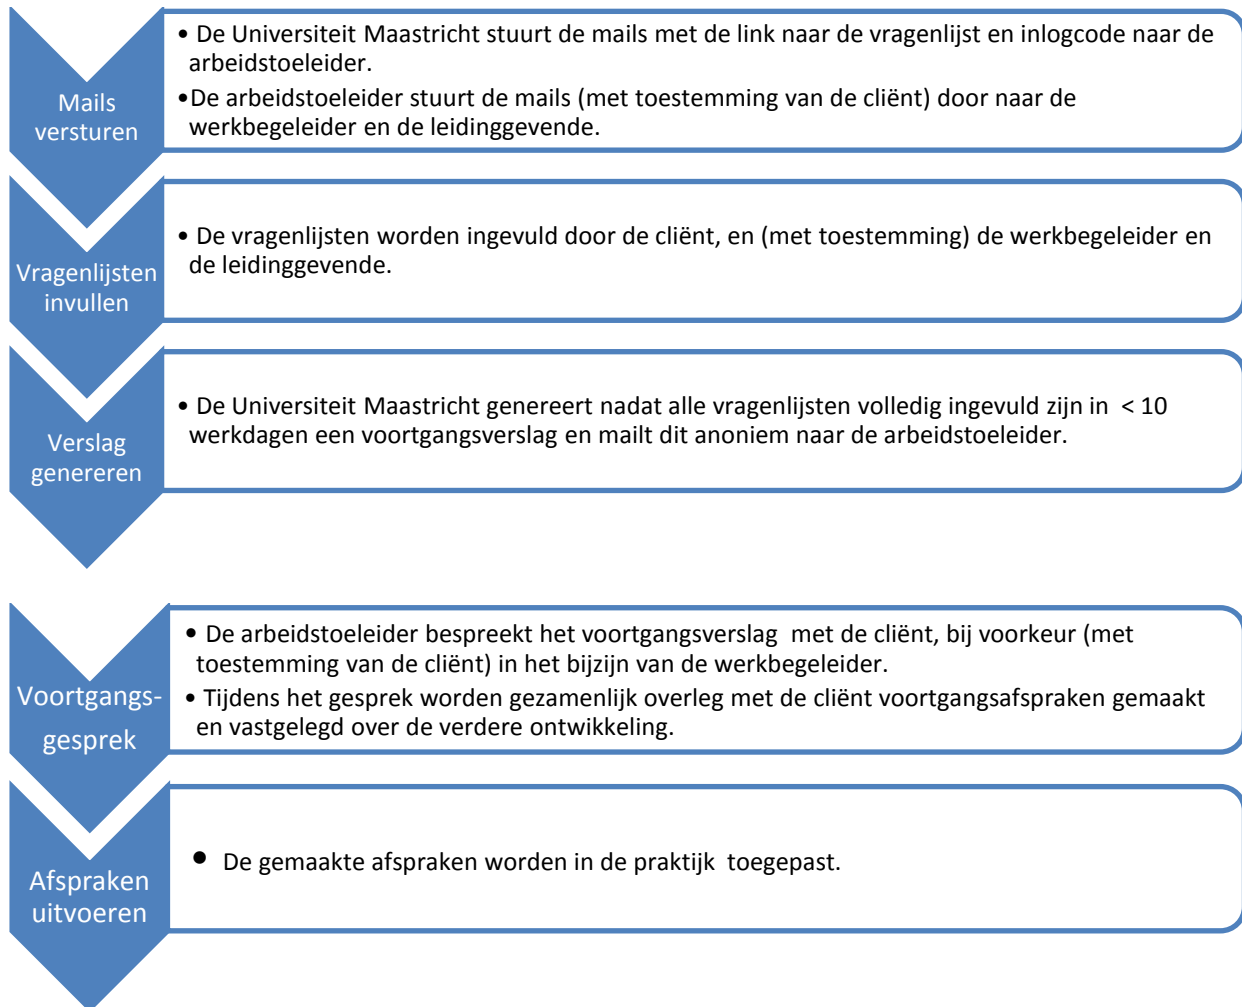 Mails
versturen
• De Universiteit Maastricht stuurt de mails met de link naar de vragenlijst en inlogcode naar de
arbeidstoeleider.
•De arbeidstoeleider stuurt de mails (met toestemming van de cliënt) door naar de
werkbegeleider en de leidinggevende.
Vragenlijsten
invullen
• De vragenlijsten worden ingevuld door de cliënt, en (met toestemming) de werkbegeleider en
de leidinggevende.
Verslag
genereren
• De Universiteit Maastricht genereert nadat alle vragenlijsten volledig ingevuld zijn in < 10
werkdagen een voortgangsverslag en mailt dit anoniem naar de arbeidstoeleider.
Voortgangs-
gesprek
• De arbeidstoeleider bespreekt het voortgangsverslag met de cliënt, bij voorkeur (met
toestemming van de cliënt) in het bijzijn van de werkbegeleider.
• Tijdens het gesprek worden gezamenlijk overleg met de cliënt voortgangsafspraken gemaakt
en vastgelegd over de verdere ontwikkeling.
Afspraken
uitvoeren
• De gemaakte afspraken worden in de praktijk toegepast.